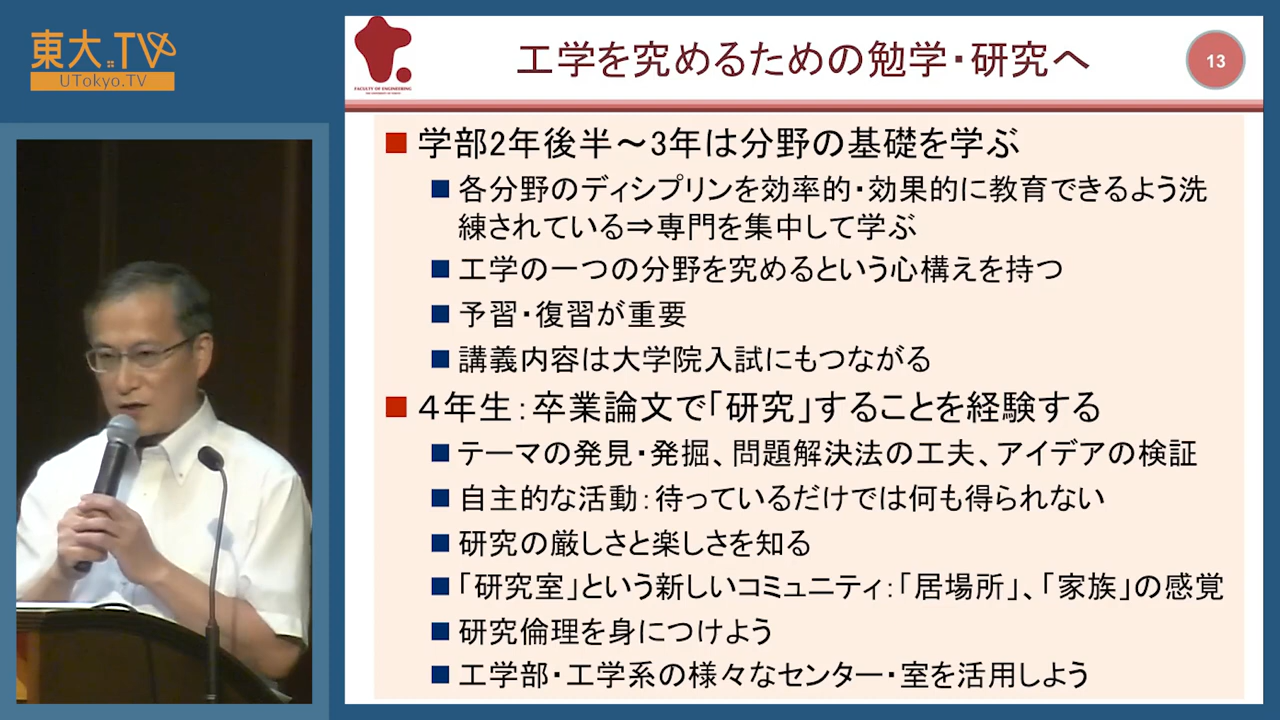 東大.TV
UTokyo.TV
FACULTY OF ENGINEERING
THE UNIVERSITY OF TOKYO
工学を究めるための勉学・研究へ
13
学部2年後半～3年は分野の基礎を学ぶ
各分野のディシプリンを効率的・効果的に教育できるよう洗
練されている⇒専門を集中して学ぶ
工学の一つの分野を究めるという心構えを持つ
予習・復習が重要
講義内容は大学院入試にもつながる
４年生：卒業論文で「研究」することを経験する
テーマの発見・発掘、問題解決法の工夫、アイデアの検証
自主的な活動：待っているだけでは何も得られない
研究の厳しさと楽しさを知る
「研究室」という新しいコミュニティ：「居場所」、「家族」の感覚
研究倫理を身につけよう
工学部・工学系の様々なセンター・室を活用しよう